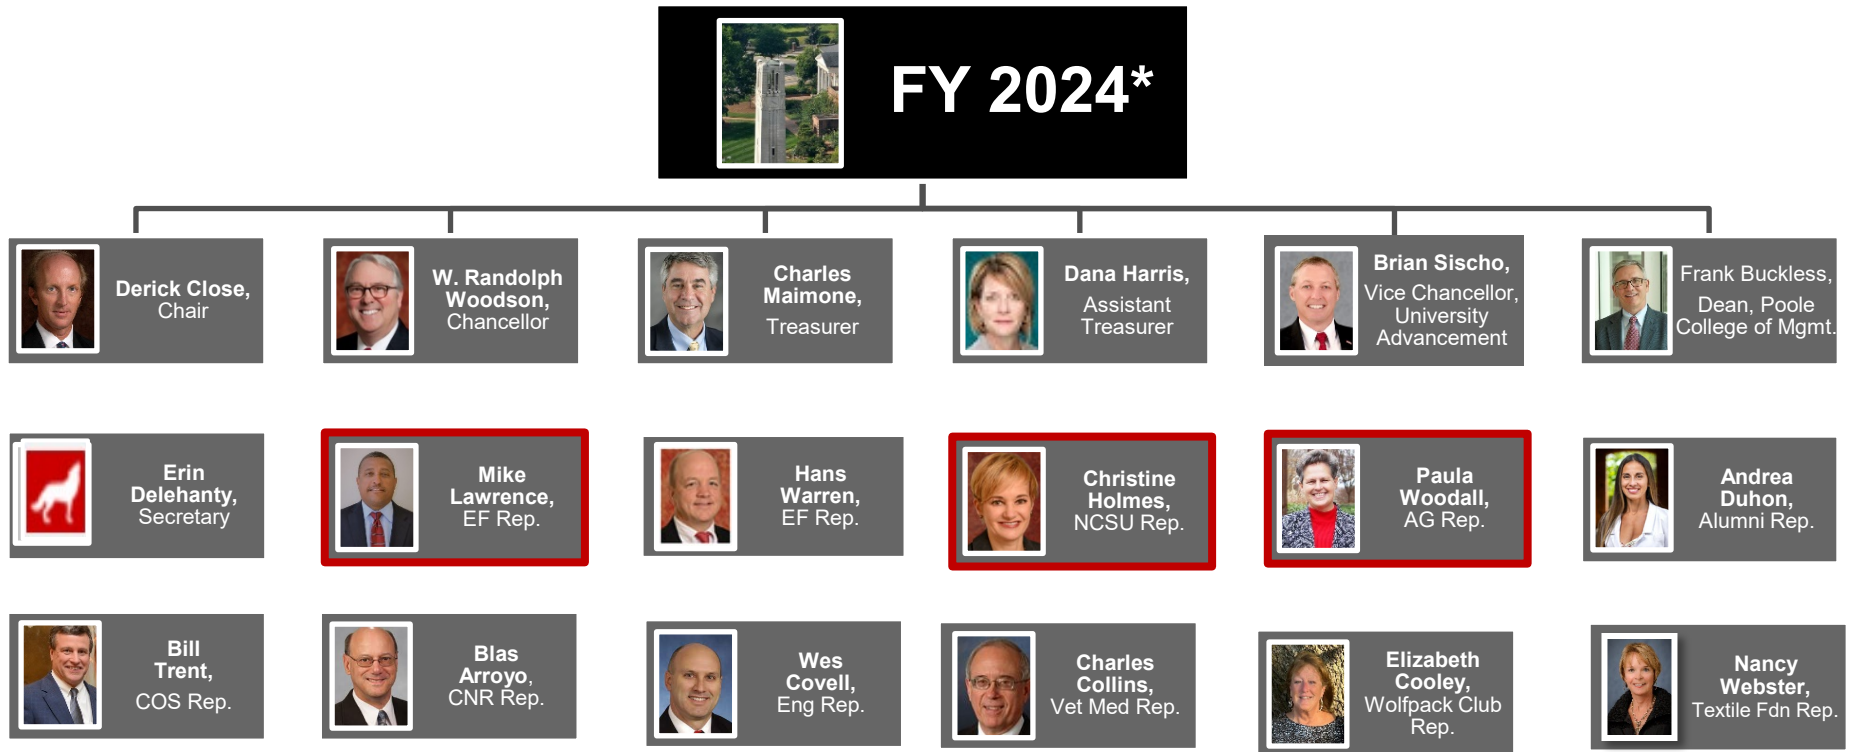 FY 2024*
Derick Close,
Chair
W. Randolph
Woodson,
Chancellor
Charles
Maimone,
Treasurer
Dana Harris,
Assistant
Treasurer
Brian Sischo,
Vice Chancellor,
University
Advancement
Frank Buckless,
Dean, Poole
College of Mgmt.
Erin
Delehanty,
Secretary
Mike
Lawrence,
EF Rep.
Hans
Warren,
EF Rep.
Christine
Holmes,
NCSU Rep.
Paula
Woodall,
AG Rep.
Andrea
Duhon,
Alumni Rep.
Bill
Trent,
COS Rep.
Blas
Arroyo,
CNR Rep.
Wes
Covell,
Eng Rep.
Charles
Collins,
Vet Med Rep.
Elizabeth
Cooley,
Wolfpack Club
Rep.
Nancy
Webster,
Textile Fdn Rep.